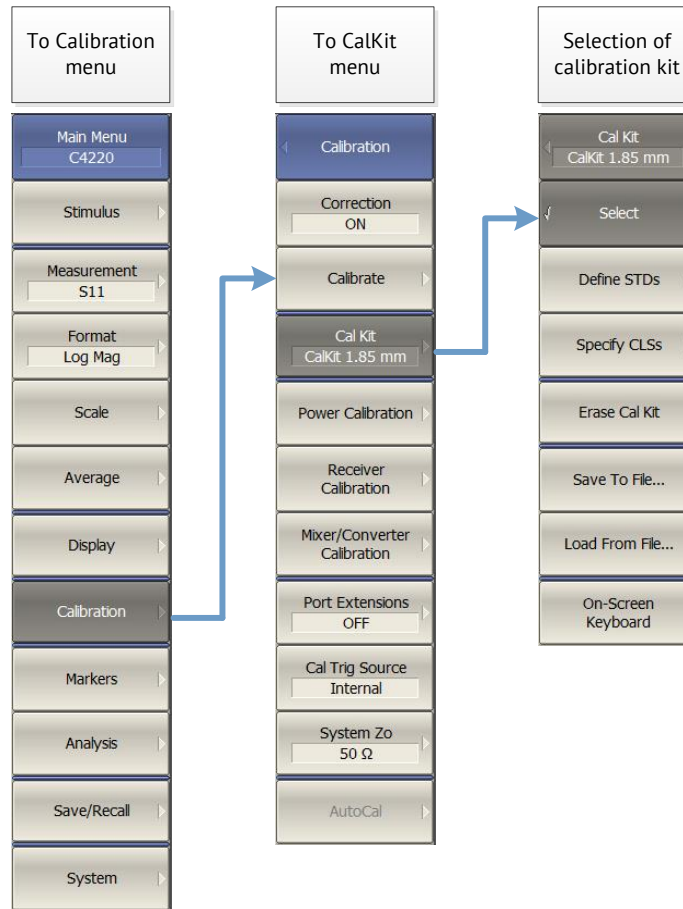 To Calibration
menu
Main Menu
C4220
Stimulus
Measurement
S11
Format
Log Mag
Scale
Average
Display
Calibration
Markers
Analysis
Save/Recall
System
To CalKit
menu
Calibration
Correction
ON
Calibrate
Cal Kit
CalKit 1.85 mm
Power Calibration
Receiver
Calibration
Mixer/Converter
Calibration
Port Extensions
OFF
Cal Trig Source
Internal
System Zo
50 Ω
AutoCal
Selection of
calibration kit
Cal Kit
CalKit 1.85 mm
√ Select
Define STDs
Specify CLSs
Erase Cal Kit
Save To File...
Load From File...
On-Screen
Keyboard